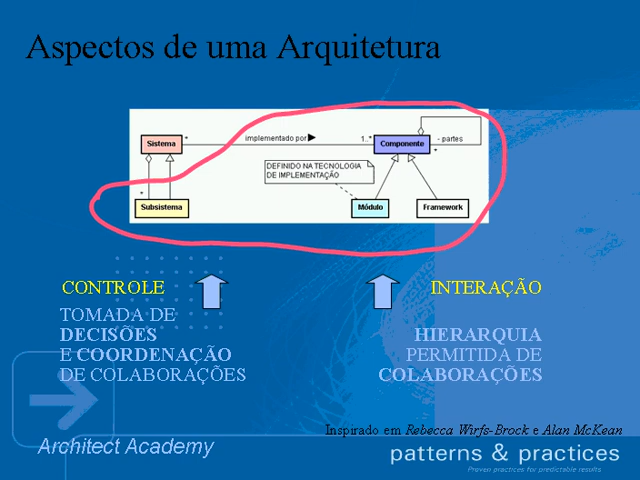 Aspectos de uma Arquitetura
Sistema
*
implementado por
1..*
Componente
- partes
*
DEFINIDO NA TECNOLOGIA
DE IMPLEMENTAÇÃO
*
Subsistema
Módulo
Framework
CONTROLE
TOMADA DE
DECISÕES
E COORDENAÇÃO
DE COLABORAÇÕES
INTERAÇÃO
HIERARQUIA
PERMITIDA DE
COLABORAÇÕES
Inspirado em Rebecca Wirfs-Brock e Alan McKean
Architect Academy
patterns & practices
Proven practices for predictable results